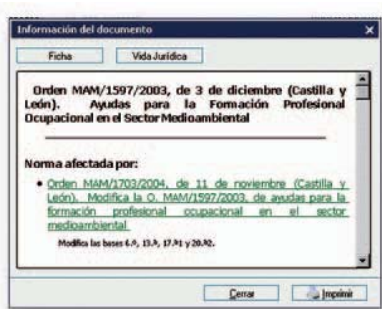 Información del documento
Ficha
Vida Jurídica
Orden MAM/1597/2003, de 3 de diciembre (Castilla y
León). Ayudas para la Formación Profesional
Ocupacional en el Sector Medioambiental
Norma afectada por:
• Orden MAM/1703/2004, de 11 de noviembre (Castilla y
León). Modifica la O. MAM/1597/2003, de ayudas para la
formación profesional ocupacional en el sector
medioambiental
Modifica las bases 6.ª, 13.ª, 17.ª1 y 20.ª2.
Cerrar
Imprimir